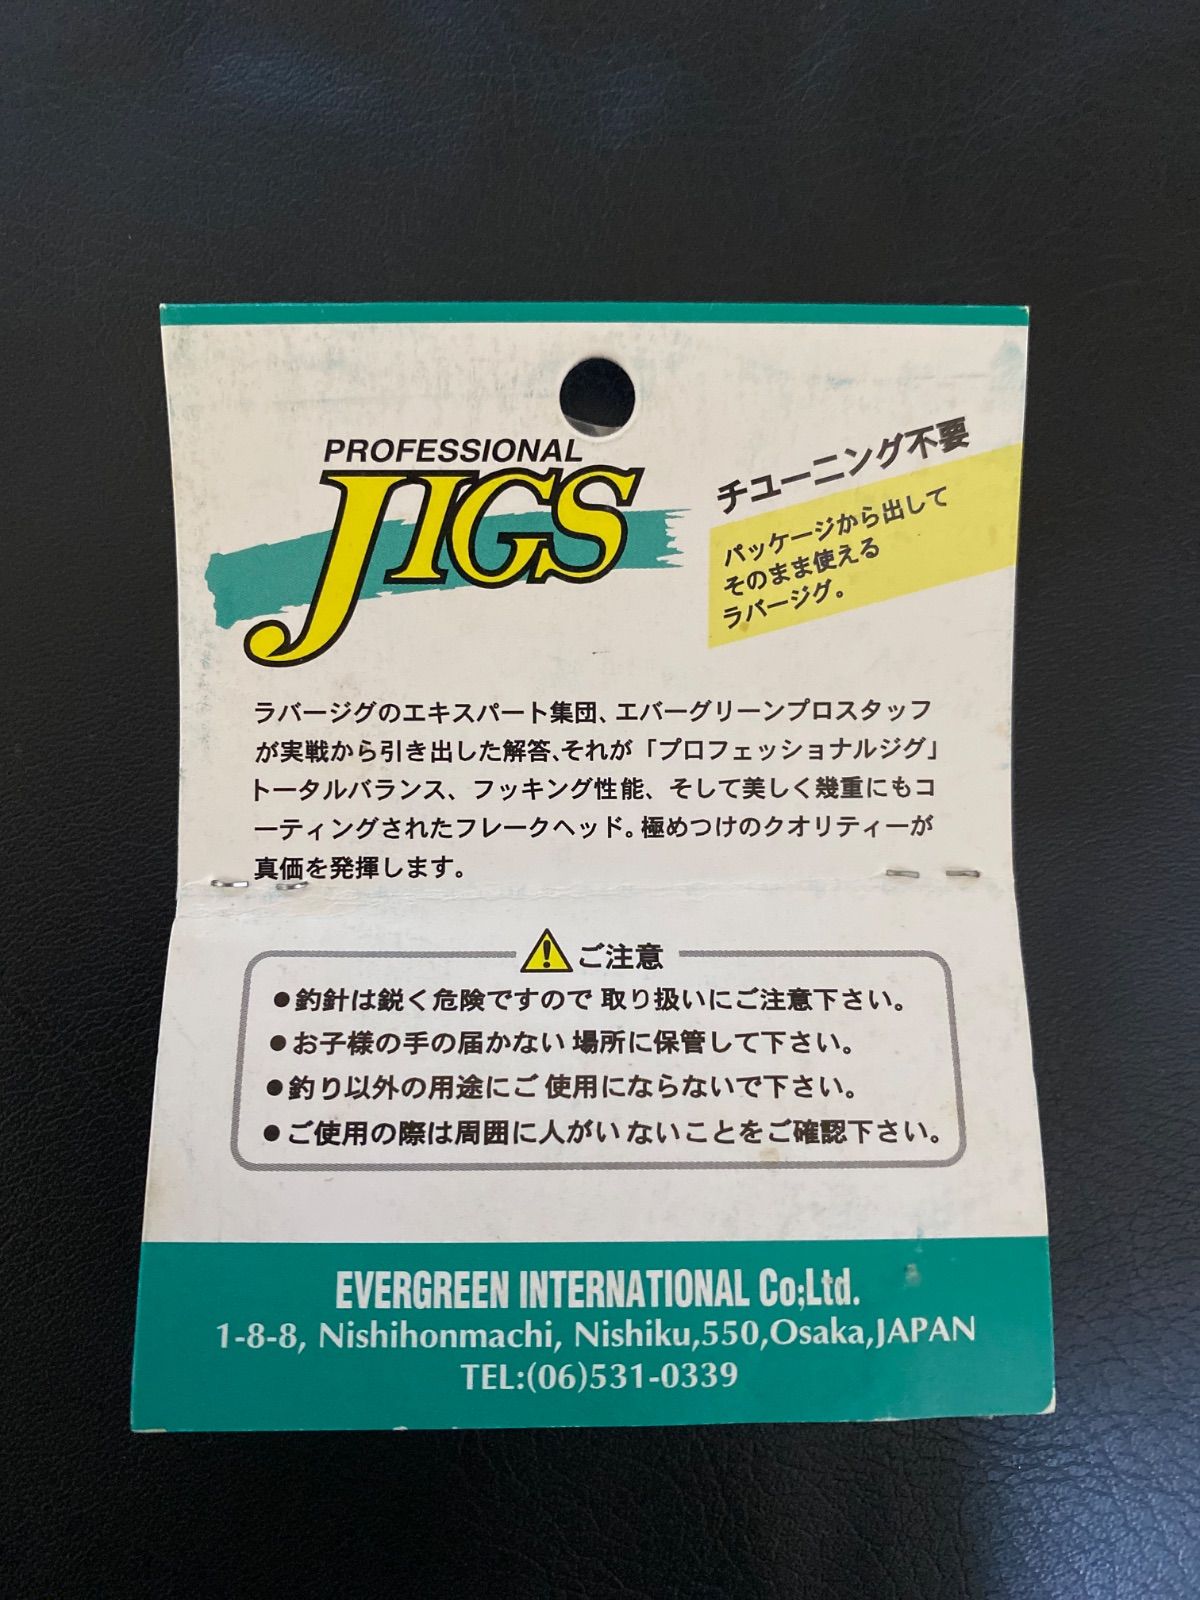 PROFESSIONAL
JIGS
チューニング不要
パッケージから出して
そのまま使える
ラバージグ。
ラバージグのエキスパート集団、エバーグリーンプロスタッフ
が実戦から引き出した解答、それが「プロフェッショナルジグ」
トータルバランス、フッキング性能、そして美しく幾重にもコ
ーティングされたフレークヘッド。極めつけのクオリティーが
真価を発揮します。
ご注意
●釣針は鋭く危険ですので 取り扱いにご注意下さい。
●お子様の手の届かない 場所に保管して下さい。
●釣り以外の用途にご 使用にならないで下さい。
●ご使用の際は周囲に人がい ないことをご確認下さい。
EVERGREEN INTERNATIONAL Co;Ltd.
1-8-8, Nishihonmachi, Nishiku,550,Osaka,JAPAN
TEL:(06)531-0339